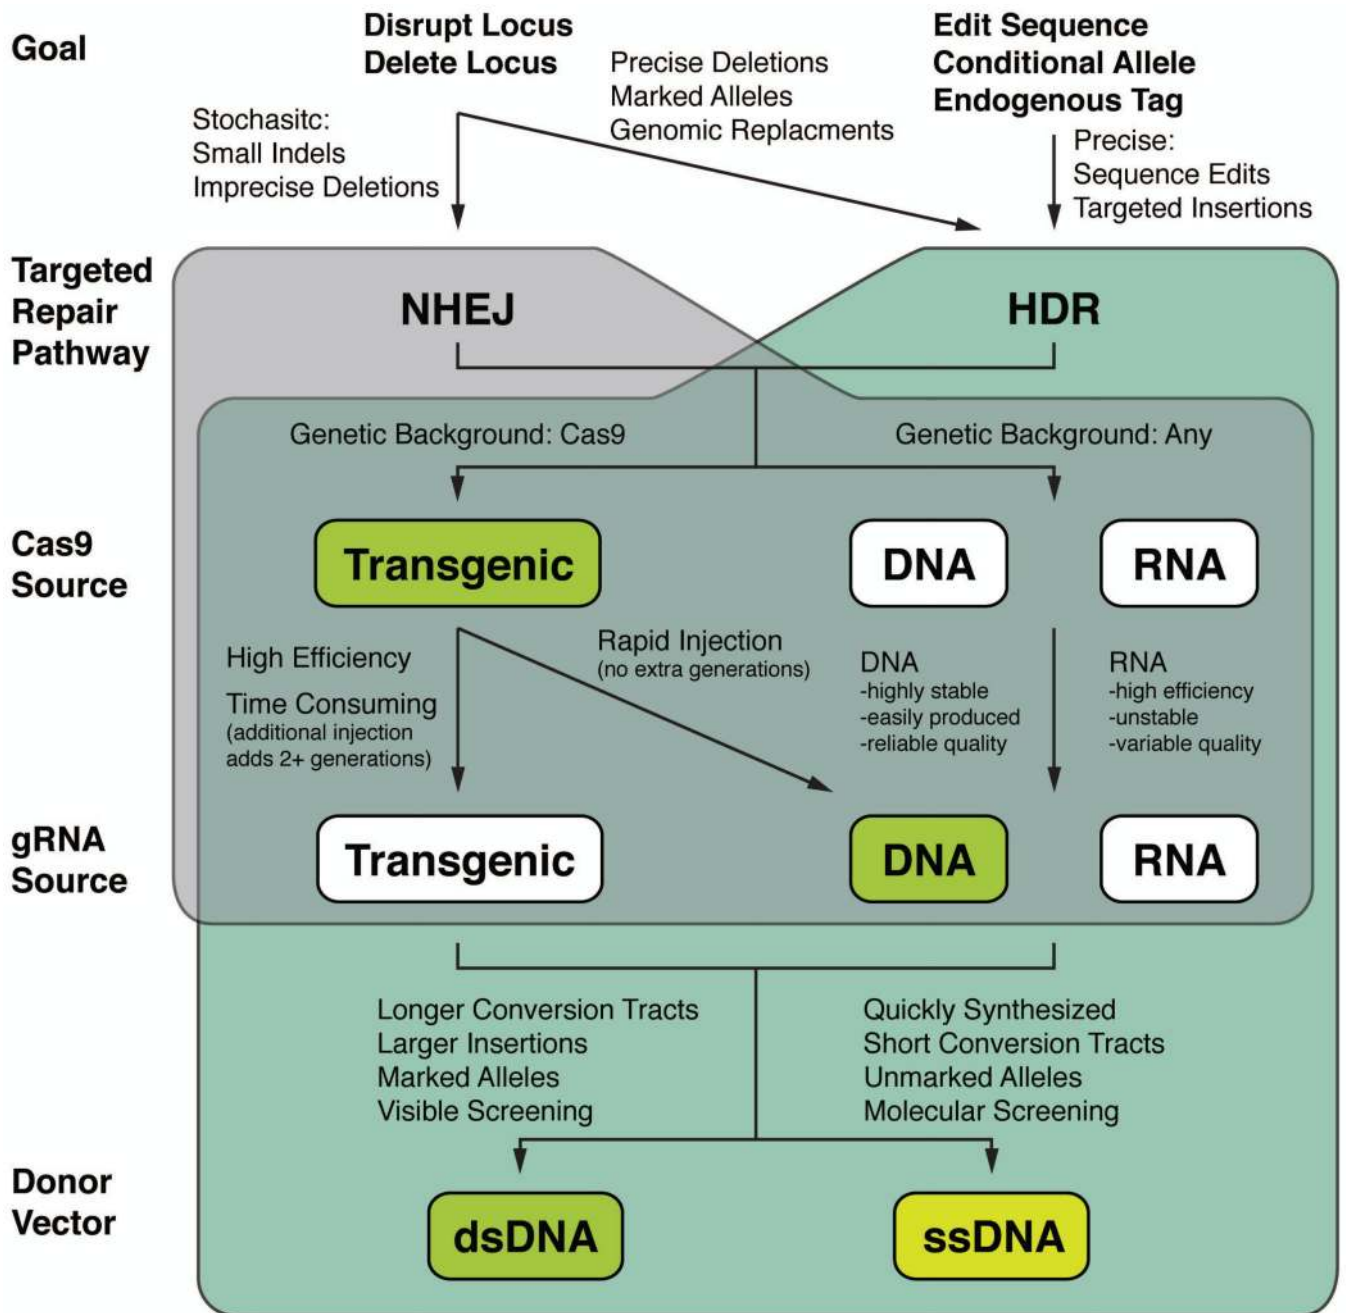 Goal
Disrupt Locus
Delete Locus
Edit Sequence
Conditional Allele
Endogenous Tag
Precise Deletions
Marked Alleles
Genomic Replacments
Stochasitc:
Small Indels
Imprecise Deletions
Precise:
Sequence Edits
Targeted Insertions
Targeted
Repair
Pathway
NHEJ
HDR
Genetic Background: Cas9
Genetic Background: Any
Cas9
Source
Transgenic
DNA
RNA
High Efficiency
Time Consuming
(additional injection
adds 2+ generations)
Rapid Injection
(no extra generations)
DNA
-highly stable
-easily produced
-reliable quality
RNA
-high efficiency
-unstable
-variable quality
gRNA
Source
Transgenic
DNA
RNA
Longer Conversion Tracts
Larger Insertions
Marked Alleles
Visible Screening
Quickly Synthesized
Short Conversion Tracts
Unmarked Alleles
Molecular Screening
Donor
Vector
dsDNA
ssDNA